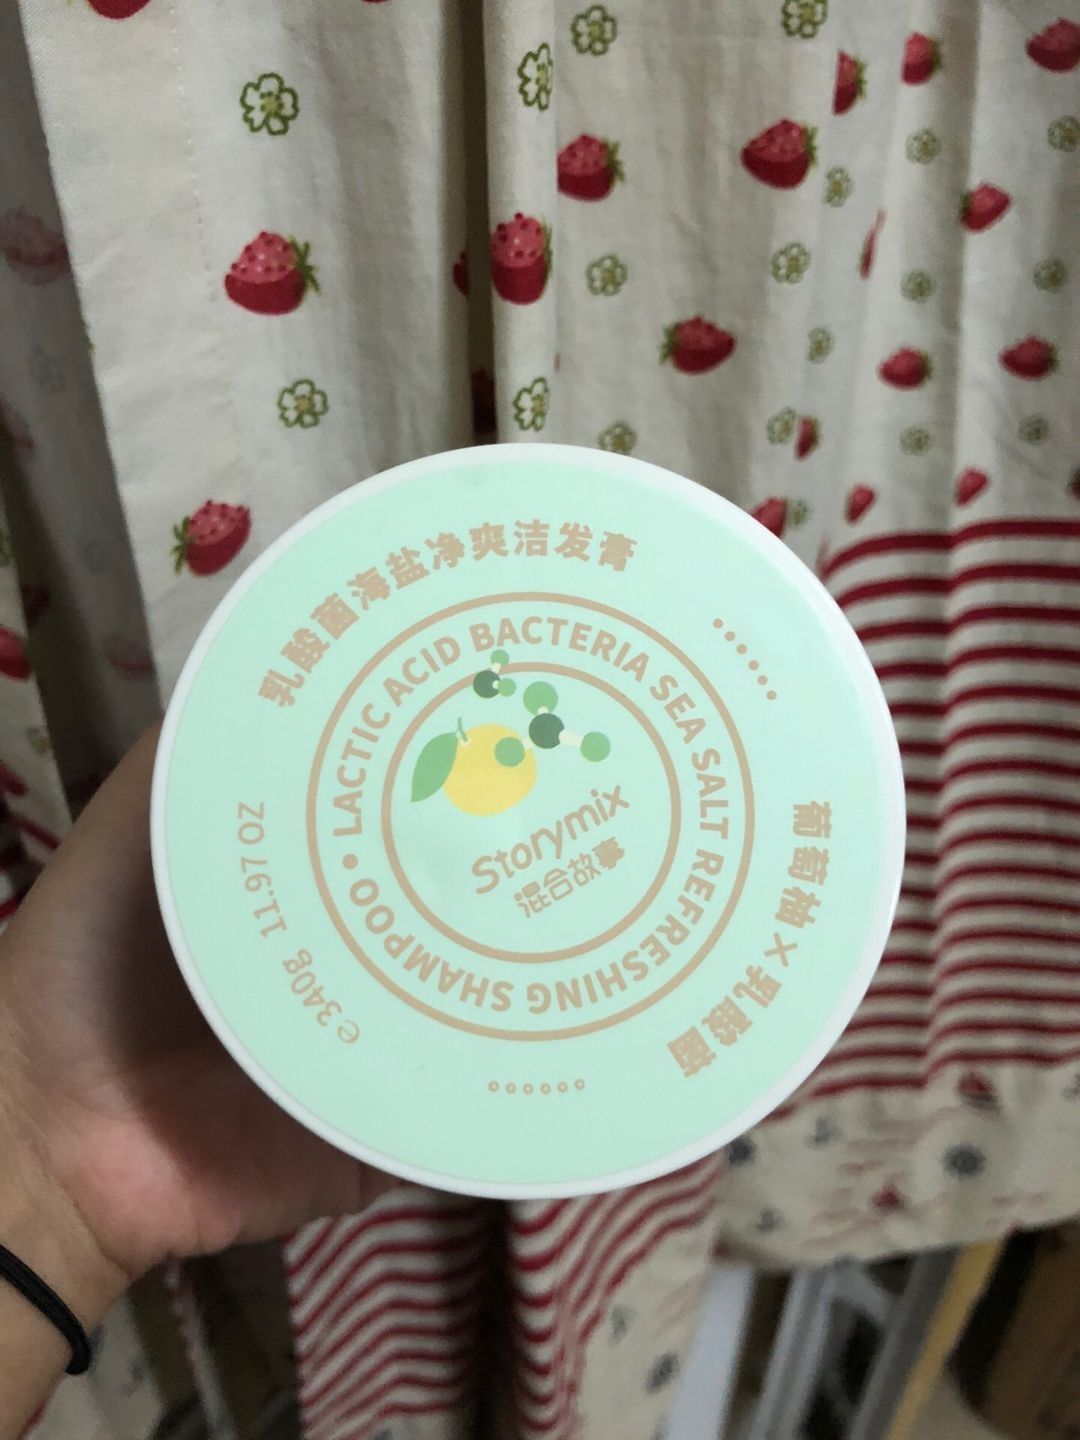 乳酸菌海盐净爽洁发膏
LACTIC ACID BACTERIA SEA SALT REFRESHING SHAMPOO
Storymix
混合故事
葡萄柚×乳酸菌
℮340g 11.97 OZ